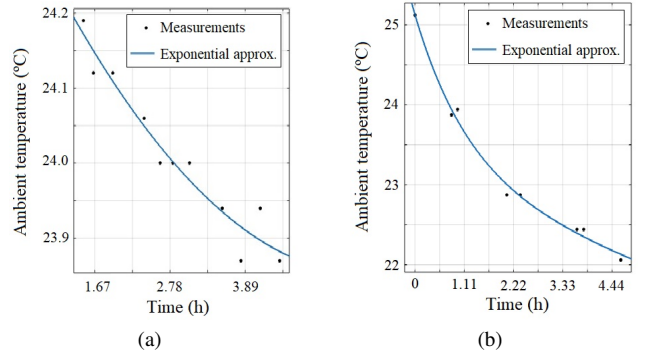 24.2
24.1
24.0
23.9
1.67 2.78 3.89
Time (h)
Ambient temperature (ºC)
Measurements
Exponential approx.
(a)
25
24
23
22
0 1.11 2.22 3.33 4.44
Time (h)
Ambient temperature (ºC)
Measurements
Exponential approx.
(b)